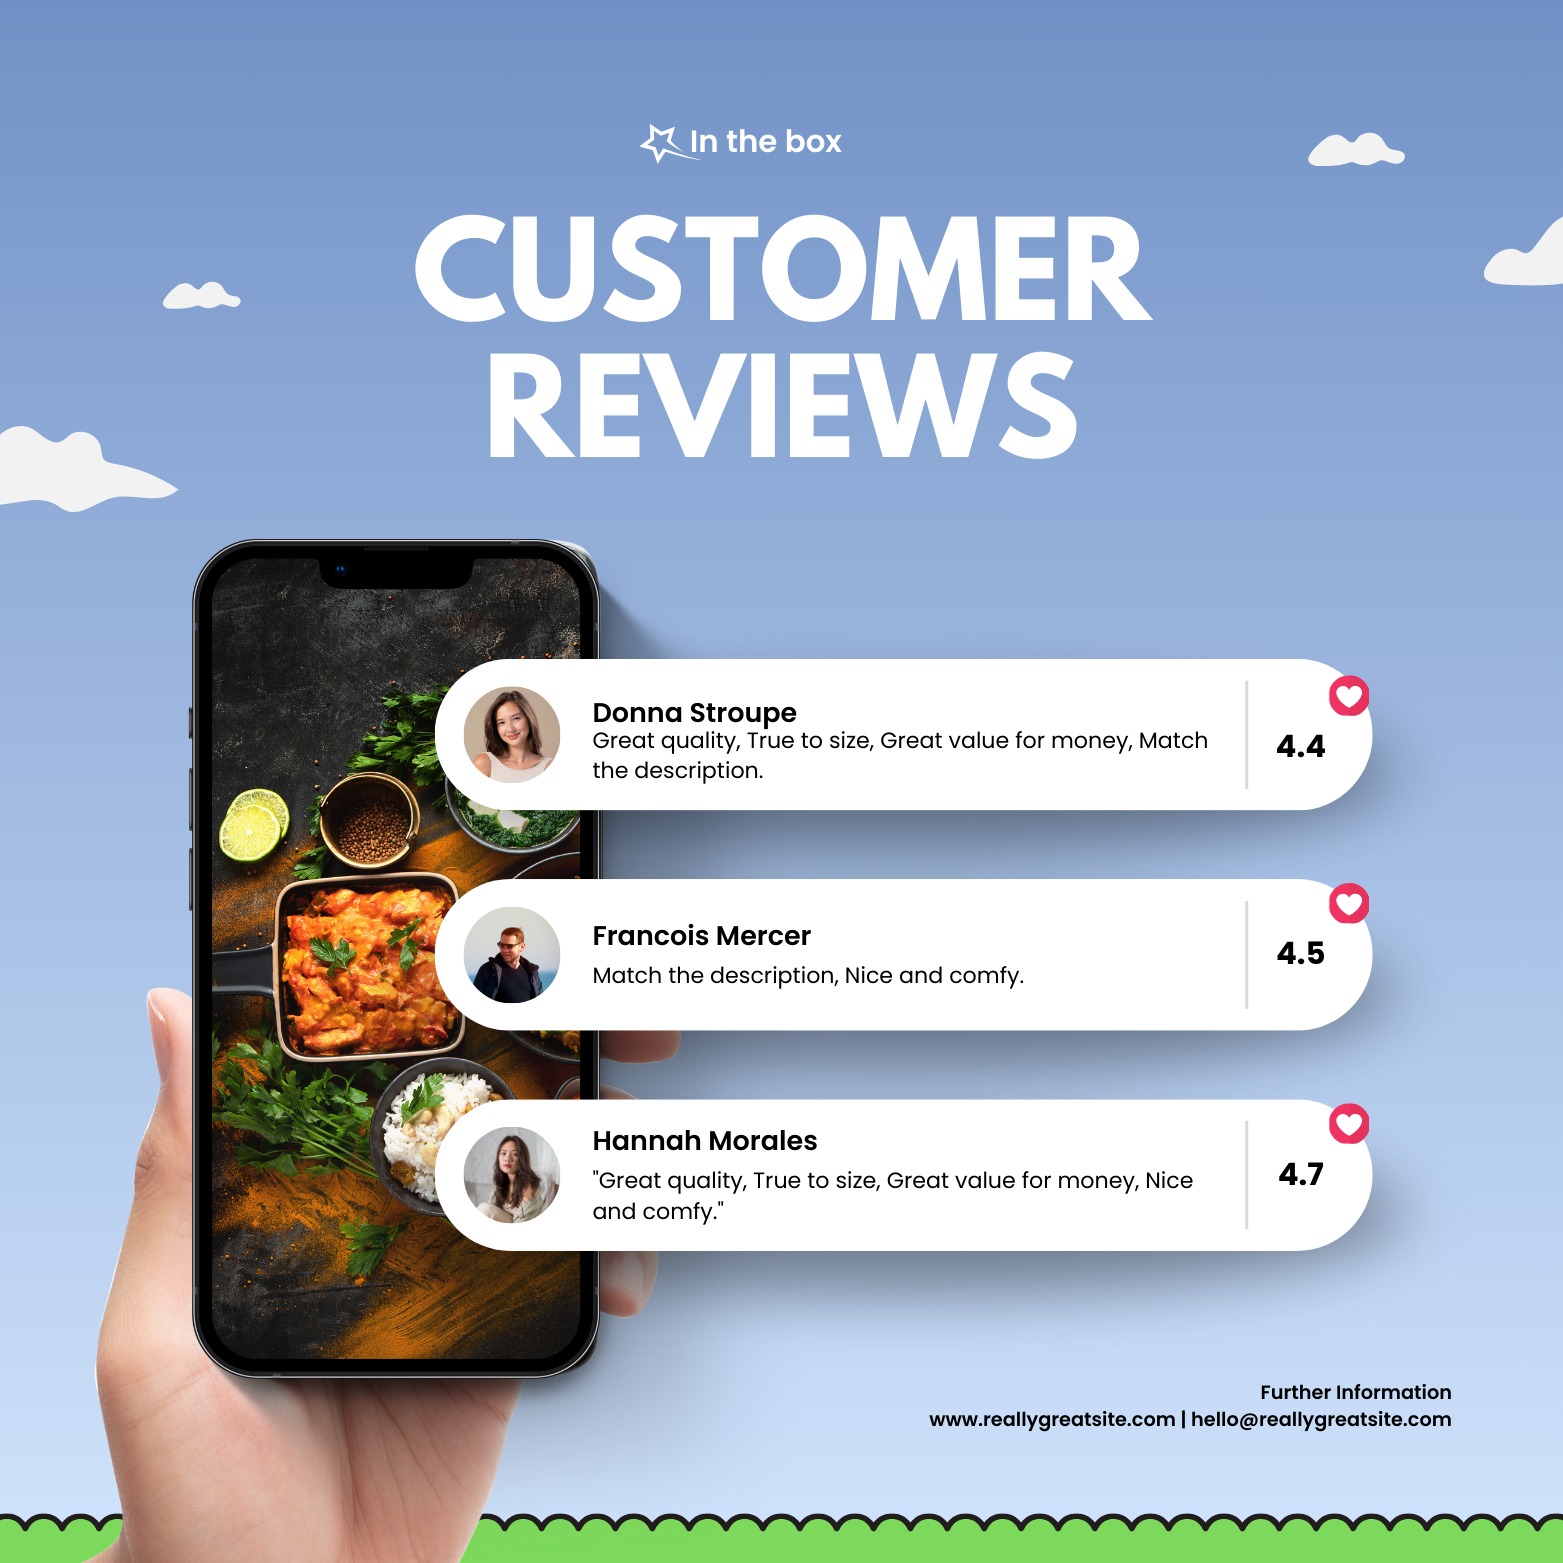 In the box
CUSTOMER
REVIEWS
Donna Stroupe
Great quality, True to size, Great value for money, Match
the description.
4.4
Francois Mercer
Match the description, Nice and comfy.
4.5
Hannah Morales
"Great quality, True to size, Great value for money, Nice
and comfy."
4.7
Further Information
www.reallygreatsite.com | hello@reallygreatsite.com